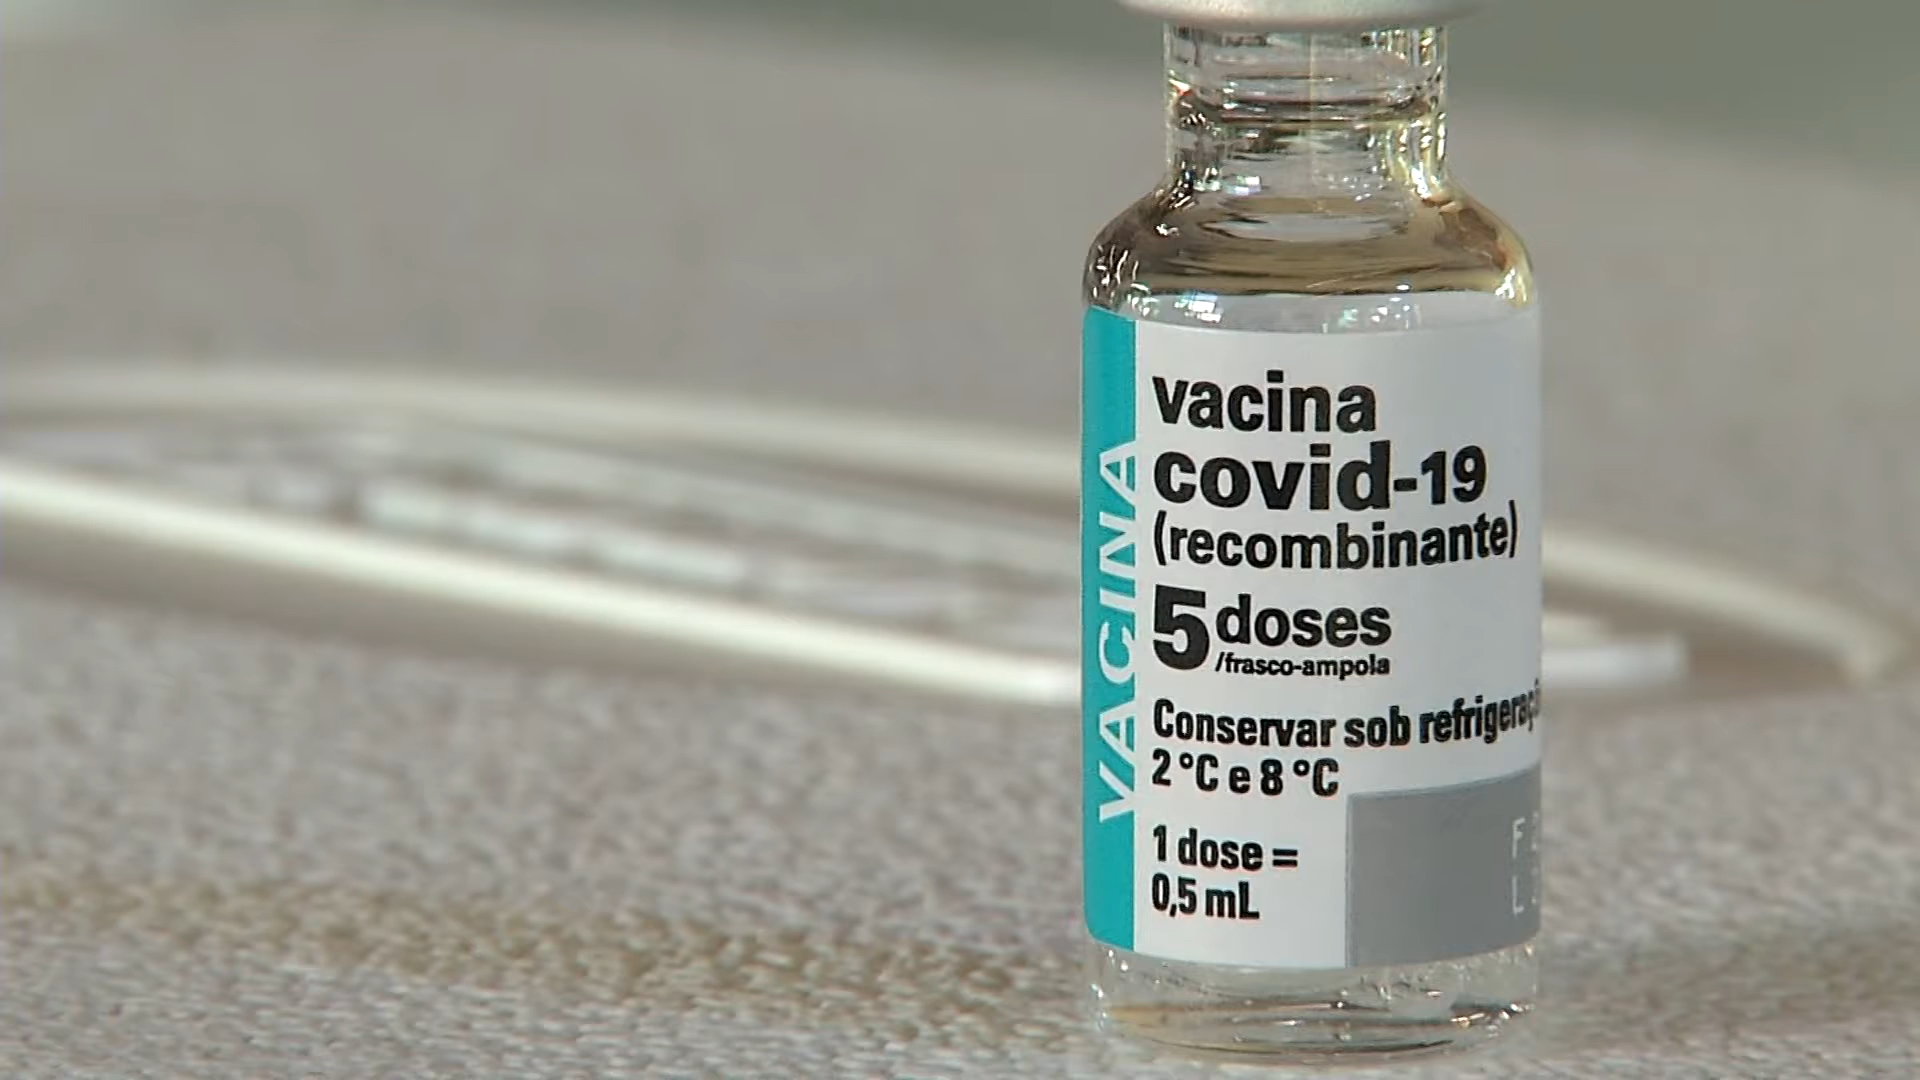 VACINA
vacina
covid-19
(recombinante)
5 doses
/frasco-ampola
Conservar sob
2 °C e 8 °C
1 dose =
0,5 mL
F
L